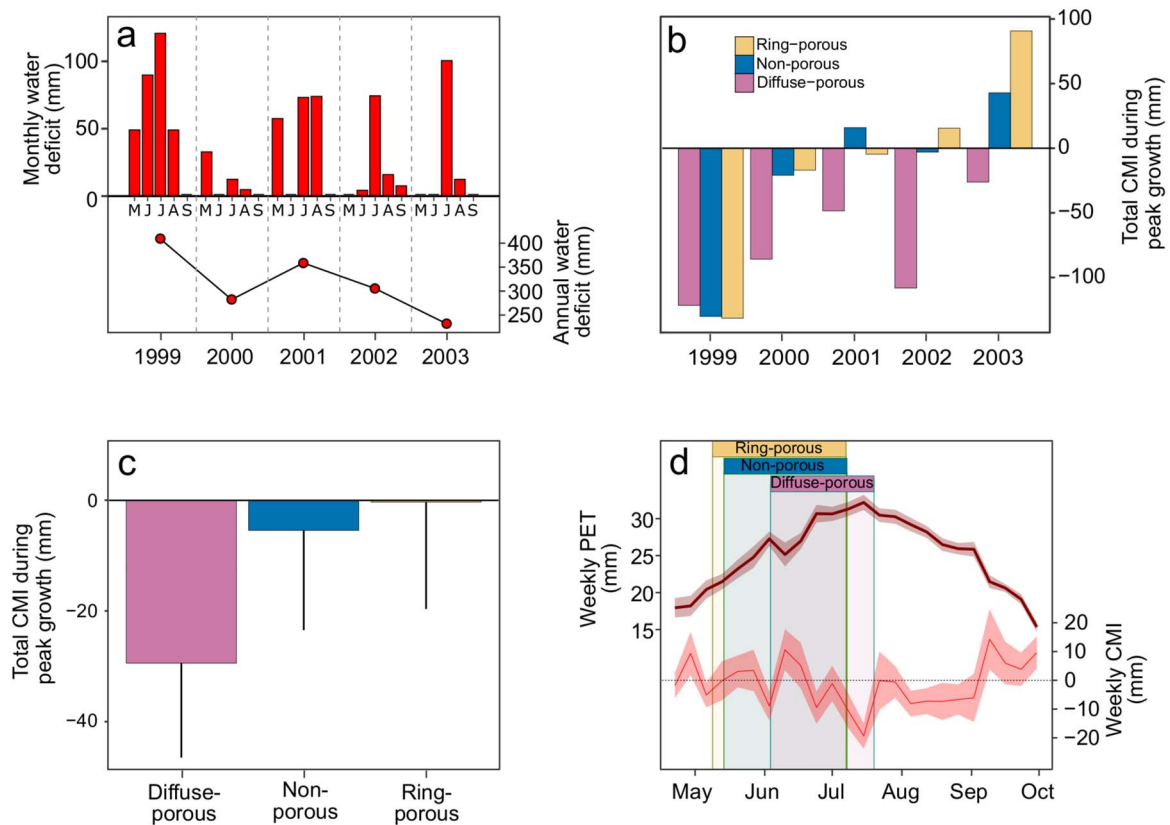 a
Monthly water
deficit (mm)
100
50
0
M J J A S M J J A S M J J A S M J J A S M J J A S
400
350
300
250
Annual water
deficit (mm)
1999 2000 2001 2002 2003
b
Ring−porous
Non−porous
Diffuse−porous
100
50
0
−50
−100
Total CMI during
peak growth (mm)
1999 2000 2001 2002 2003
c
Total CMI during
peak growth (mm)
0
−20
−40
Diffuse-
porous
Non-
porous
Ring-
porous
d
Ring−porous
Non−porous
Diffuse−porous
Weekly PET
(mm)
30
25
20
15
20
10
0
−10
−20
Weekly CMI
(mm)
May Jun Jul Aug Sep Oct